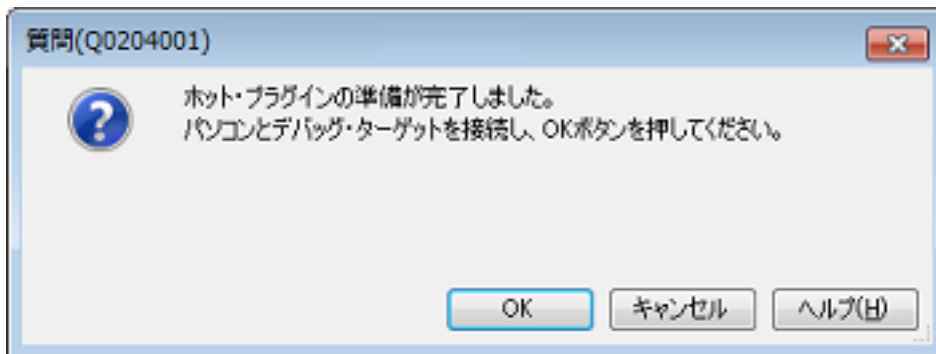 質問(Q0204001)
ホット・プラグインの準備が完了しました。
パソコンとデバッグ・ターゲットを接続し、OKボタンを押してください。
OK
キャンセル
ヘルプ(H)